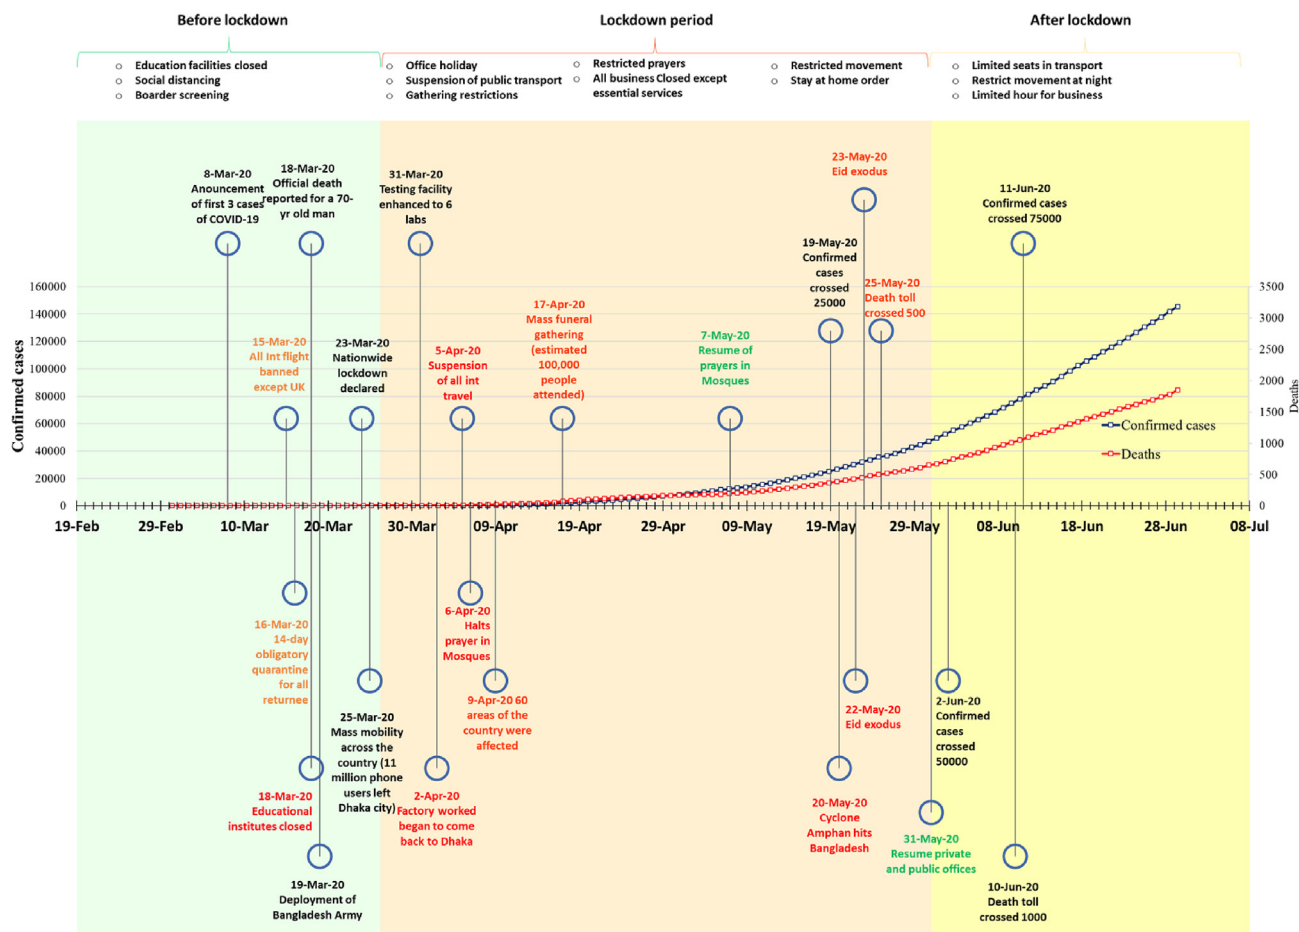 Before lockdown
Lockdown period
After lockdown
Education facilities closed
Social distancing
Boarder screening
Office holiday
Suspension of public transport
Gathering restrictions
Restricted prayers
All business Closed except
essential services
Restricted movement
Stay at home order
Limited seats in transport
Restrict movement at night
Limited hour for business
8-Mar-20
Anouncement
of first 3 cases
of COVID-19
18-Mar-20
Official death
reported for a 70-
yr old man
31-Mar-20
Testing facility
enhanced to 6
labs
23-May-20
Eid exodus
11-Jun-20
Confirmed cases
crossed 75000
19-May-20
Confirmed
cases
crossed
25000
25-May-20
Death toll
crossed 500
15-Mar-20
All Int flight
banned
except UK
23-Mar-20
Nationwide
lockdown
declared
5-Apr-20
Suspension
of all int
travel
17-Apr-20
Mass funeral
gathering
(estimated
100,000
people
attended)
7-May-20
Resume of
prayers in
Mosques
Confirmed cases
160000
140000
120000
100000
80000
60000
40000
20000
0
3500
3000
2500
2000
1500
1000
500
0
Deaths
Confirmed cases
Deaths
19-Feb
29-Feb
10-Mar
20-Mar
30-Mar
09-Apr
19-Apr
29-Apr
09-May
19-May
29-May
08-Jun
18-Jun
28-Jun
08-Jul
16-Mar-20
14-day
obligatory
quarantine
for all
returnee
6-Apr-20
Halts
prayer in
Mosques
9-Apr-20 60
areas of the
country were
affected
25-Mar-20
Mass mobility
across the
country (11
million phone
users left
Dhaka city)
22-May-20
Eid exodus
2-Jun-20
Confirmed
cases
crossed
50000
18-Mar-20
Educational
institutes closed
2-Apr-20
Factory worked
began to come
back to Dhaka
20-May-20
Cyclone
Amphan hits
Bangladesh
31-May-20
Resume private
and public offices
19-Mar-20
Deployment of
Bangladesh Army
10-Jun-20
Death toll
crossed 1000